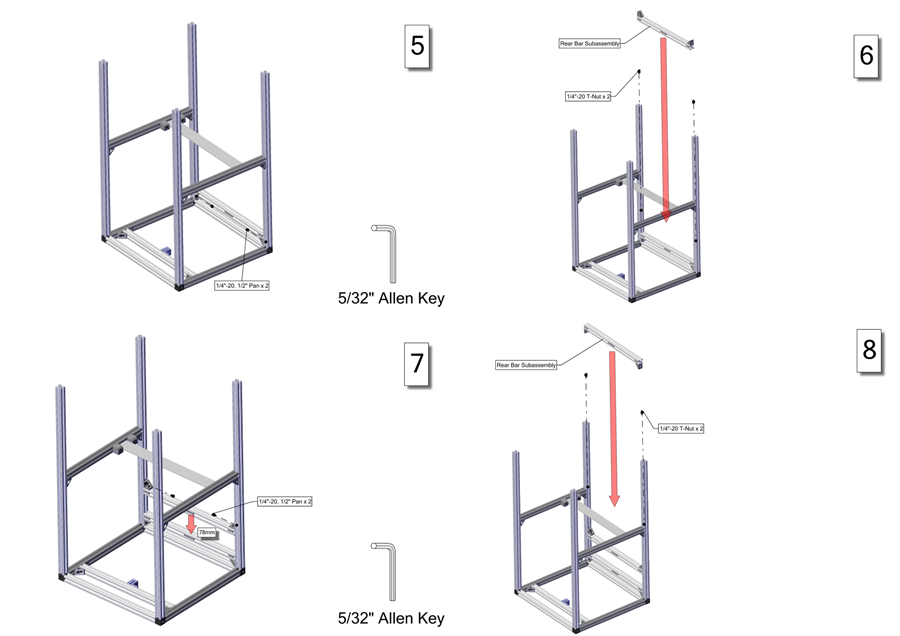 5
1/4"-20, 1/2" Pan x 2
5/32" Allen Key
6
Rear Bar Subassembly
1/4"-20 T-Nut x 2
7
1/4"-20, 1/2" Pan x 2
78mm
5/32" Allen Key
8
Rear Bar Subassembly
1/4"-20 T-Nut x 2